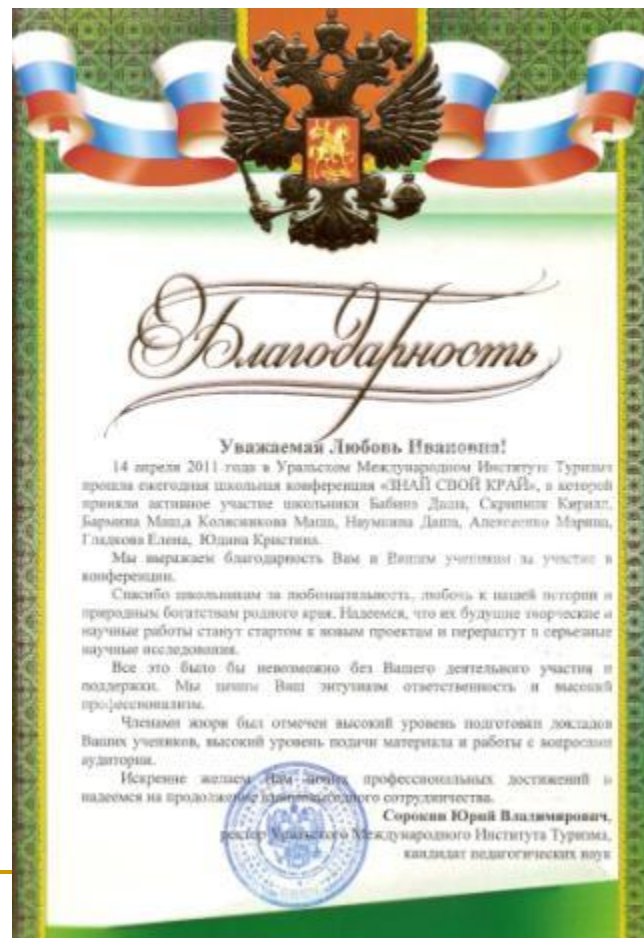 Благодарность
Уважаемая Любовь Ивановна!
14 апреля 2011 года в Уральском Международном Институте Туризма
прошла ежегодная школьная конференция «ЗНАЙ СВОЙ КРАЙ», в которой
приняли активное участие школьники Бабина Даша, Скрипник Кирилл,
Бармина Маш,а Колясникова Маша, Наумкина Даша, Алексеенко Марина,
Гладкова Елена, Юдина Кристина.
Мы выражаем благодарность Вам и Вашим ученикам за участие в
конференции.
Спасибо школьникам за любознательность, любовь к нашей истории и
природным богатствам родного края. Надеемся, что их будущие творческие и
научные работы станут стартом к новым проектам и перерастут в серьезные
научные исследования.
Все это было бы невозможно без Вашего деятельного участия и
поддержки. Мы ценим Ваш энтузиазм ответственность и высокий
профессионализм.
Членами жюри был отмечен высокий уровень подготовки докладов
Ваших учеников, высокий уровень подачи материала и работы с вопросами
аудитории.
Искренне желаем Вам новых профессиональных достижений и
надеемся на продолжение взаимовыгодного сотрудничества.
Сорокин Юрий Владимирович,
ректор Уральского Международного Института Туризма,
кандидат педагогических наук